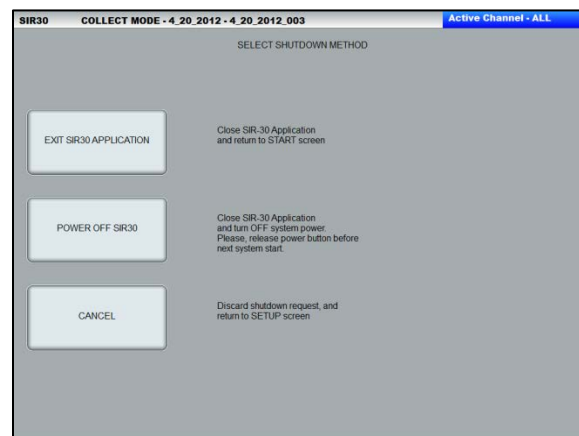 SIR30 COLLECT MODE - 4_20_2012 - 4_20_2012_003 Active Channel - ALL
SELECT SHUTDOWN METHOD
EXIT SIR30 APPLICATION
Close SIR-30 Application
and return to START screen
POWER OFF SIR30
Close SIR-30 Application
and turn OFF system power.
Please, release power button before
next system start.
CANCEL
Discard shutdown request, and
return to SETUP screen